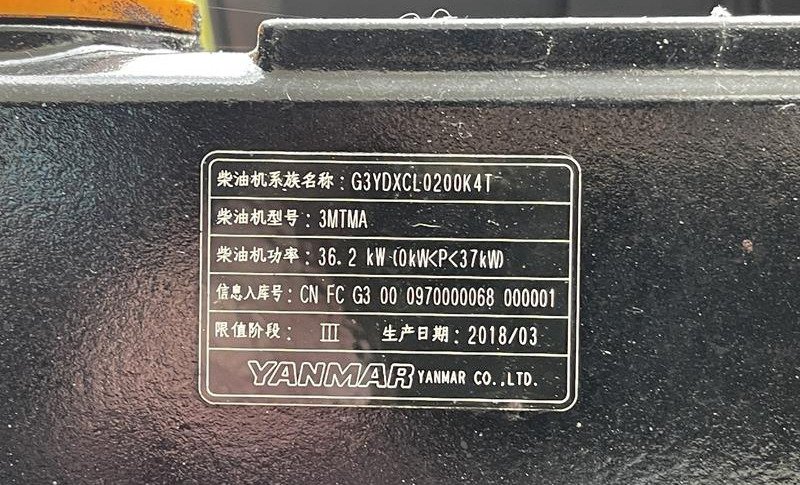 柴油机系族名称：G3YDXCL0200K4T
柴油机型号：3MTMA
柴油机功率：36.2 kW (0kW<P<37kW)
信息入库号：CN FC G3 00 0970000068 000001
限值阶段： III 生产日期：2018/03
YANMAR YANMAR CO.,LTD.